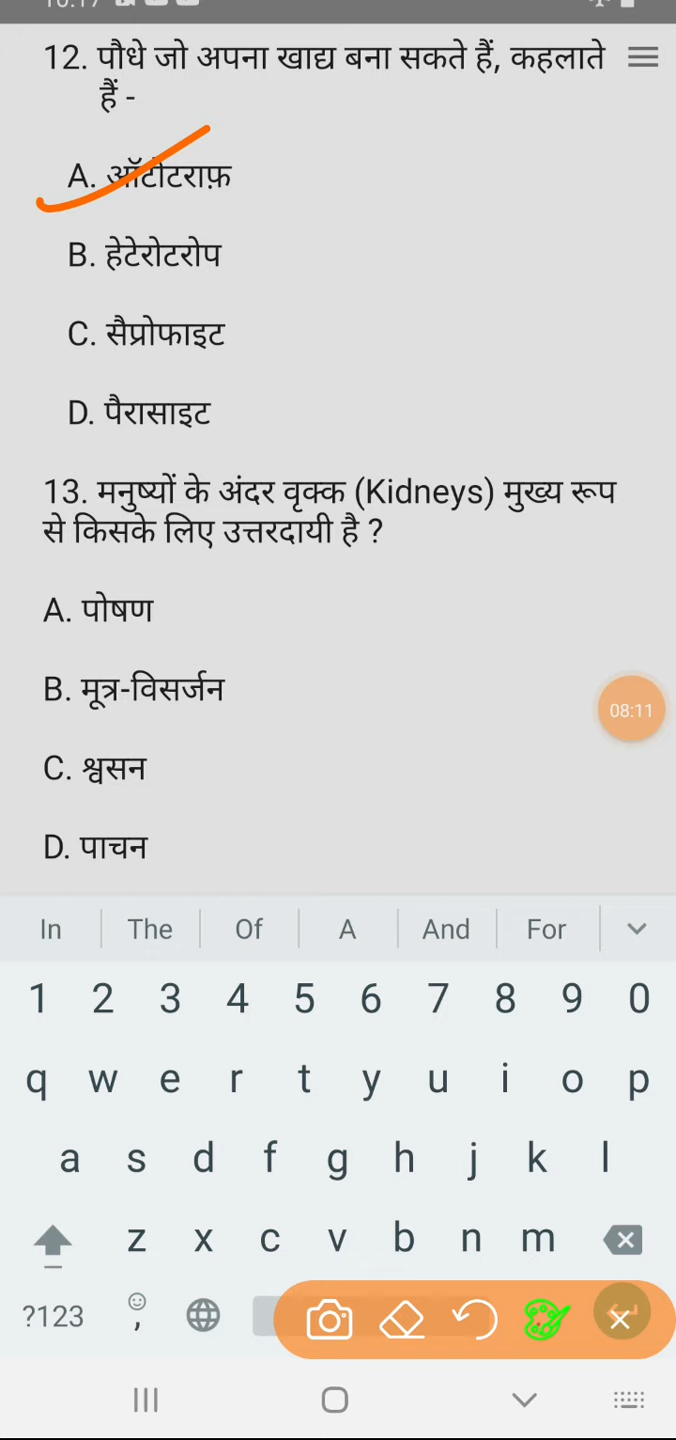 12. पौधे जो अपना खाद्य बना सकते हैं, कहलाते
हैं -
A. ऑटोटराफ़
B. हेटेरोटरोप
C. सैप्रोफाइट
D. पैरासाइट
13. मनुष्यों के अंदर वृक्क (Kidneys) मुख्य रूप
से किसके लिए उत्तरदायी है ?
A. पोषण
B. मूत्र-विसर्जन
08:11
C. श्वसन
D. पाचन
In The Of A And For
1 2 3 4 5 6 7 8 9 0
q w e r t y u i o p
a s d f g h j k l
z x c v b n m
?123 ,